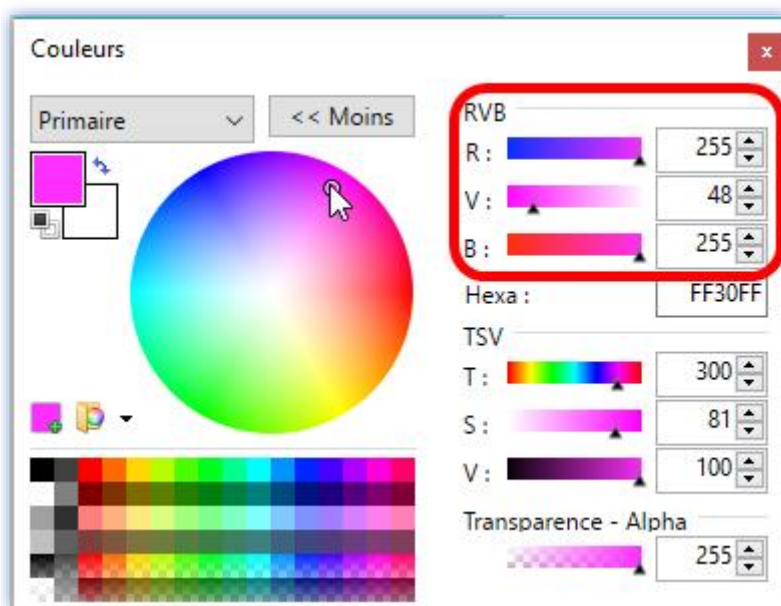 Couleurs
x
Primaire
<< Moins
RVB
R : 255
V : 48
B : 255
Hexa : FF30FF
TSV
T : 300
S : 81
V : 100
Transparence - Alpha
255